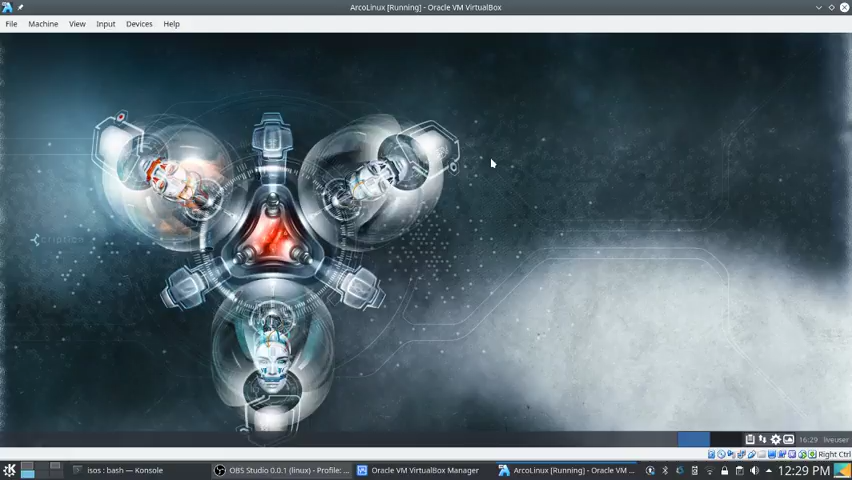 ArcoLinux [Running] - Oracle VM VirtualBox
File Machine View Input Devices Help
criptic
16:29 liveuser
Right Ctrl
isos : bash — Konsole
OBS Studio 0.0.1 (linux) - Profile: ...
Oracle VM VirtualBox Manager
ArcoLinux [Running] - Oracle VM ...
12:29 PM